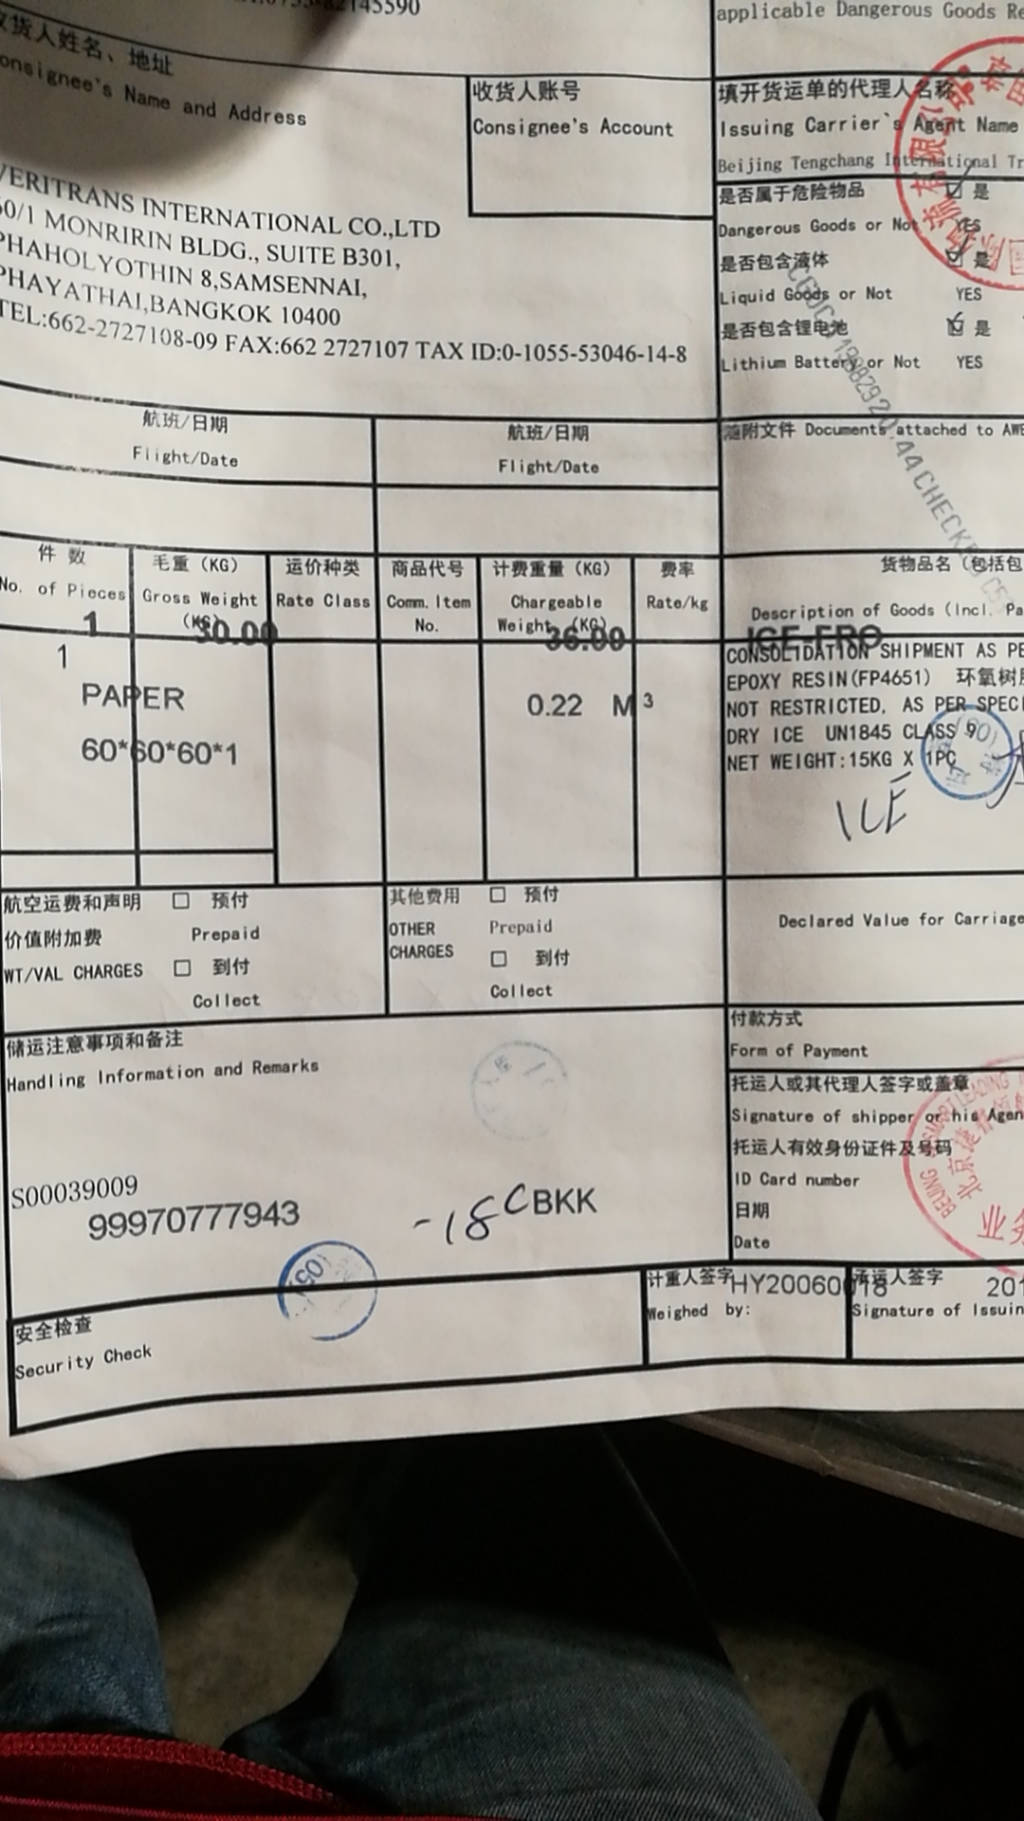 82145590
applicable Dangerous Goods Re
货人姓名、地址
onsignee's Name and Address
收货人账号
Consignee's Account
填开货运单的代理人名称
Issuing Carrier`s Agent Name
Beijing Tengchang International Tr
是否属于危险物品 是
Dangerous Goods or Not YES
是否包含液体 是
Liquid Goods or Not YES
是否包含锂电池 是
Lithium Battery or Not YES
VERITRANS INTERNATIONAL CO.,LTD
60/1 MONRIRIN BLDG., SUITE B301,
PHAHOLYOTHIN 8,SAMSENNAI,
PHAYATHAI,BANGKOK 10400
TEL:662-2727108-09 FAX:662 2727107 TAX ID:0-1055-53046-14-8
航班/日期
Flight/Date
航班/日期
Flight/Date
随附文件 Documents attached to AWB
件 数
No. of Pieces
毛重 (KG)
Gross Weight
(KG)
运价种类
Rate Class
商品代号
Comm. Item
No.
计费重量 (KG)
Chargeable
Weight (KG)
费率
Rate/kg
货物品名 (包括包
Description of Goods (Incl. Pa
1
30.00
36.00
ICE-FRO
1
PAPER
60*60*60*1
0.22 M³
CONSOLIDATION SHIPMENT AS PE
EPOXY RESIN(FP4651) 环氧树
NOT RESTRICTED, AS PER SPECI
DRY ICE UN1845 CLASS 9
NET WEIGHT:15KG X 1PC
ICE
航空运费和声明 □ 预付
价值附加费 Prepaid
WT/VAL CHARGES □ 到付
Collect
其他费用 □ 预付
OTHER Prepaid
CHARGES □ 到付
Collect
Declared Value for Carriage
储运注意事项和备注
Handling Information and Remarks
付款方式
Form of Payment
托运人或其代理人签字或盖章
Signature of shipper or his Agen
托运人有效身份证件及号码
ID Card number
日期
Date
S00039009
99970777943
-18C BKK
安全检查
Security Check
计重人签字
Weighed by:
HY20060018
承运人签字
Signature of Issuin
201